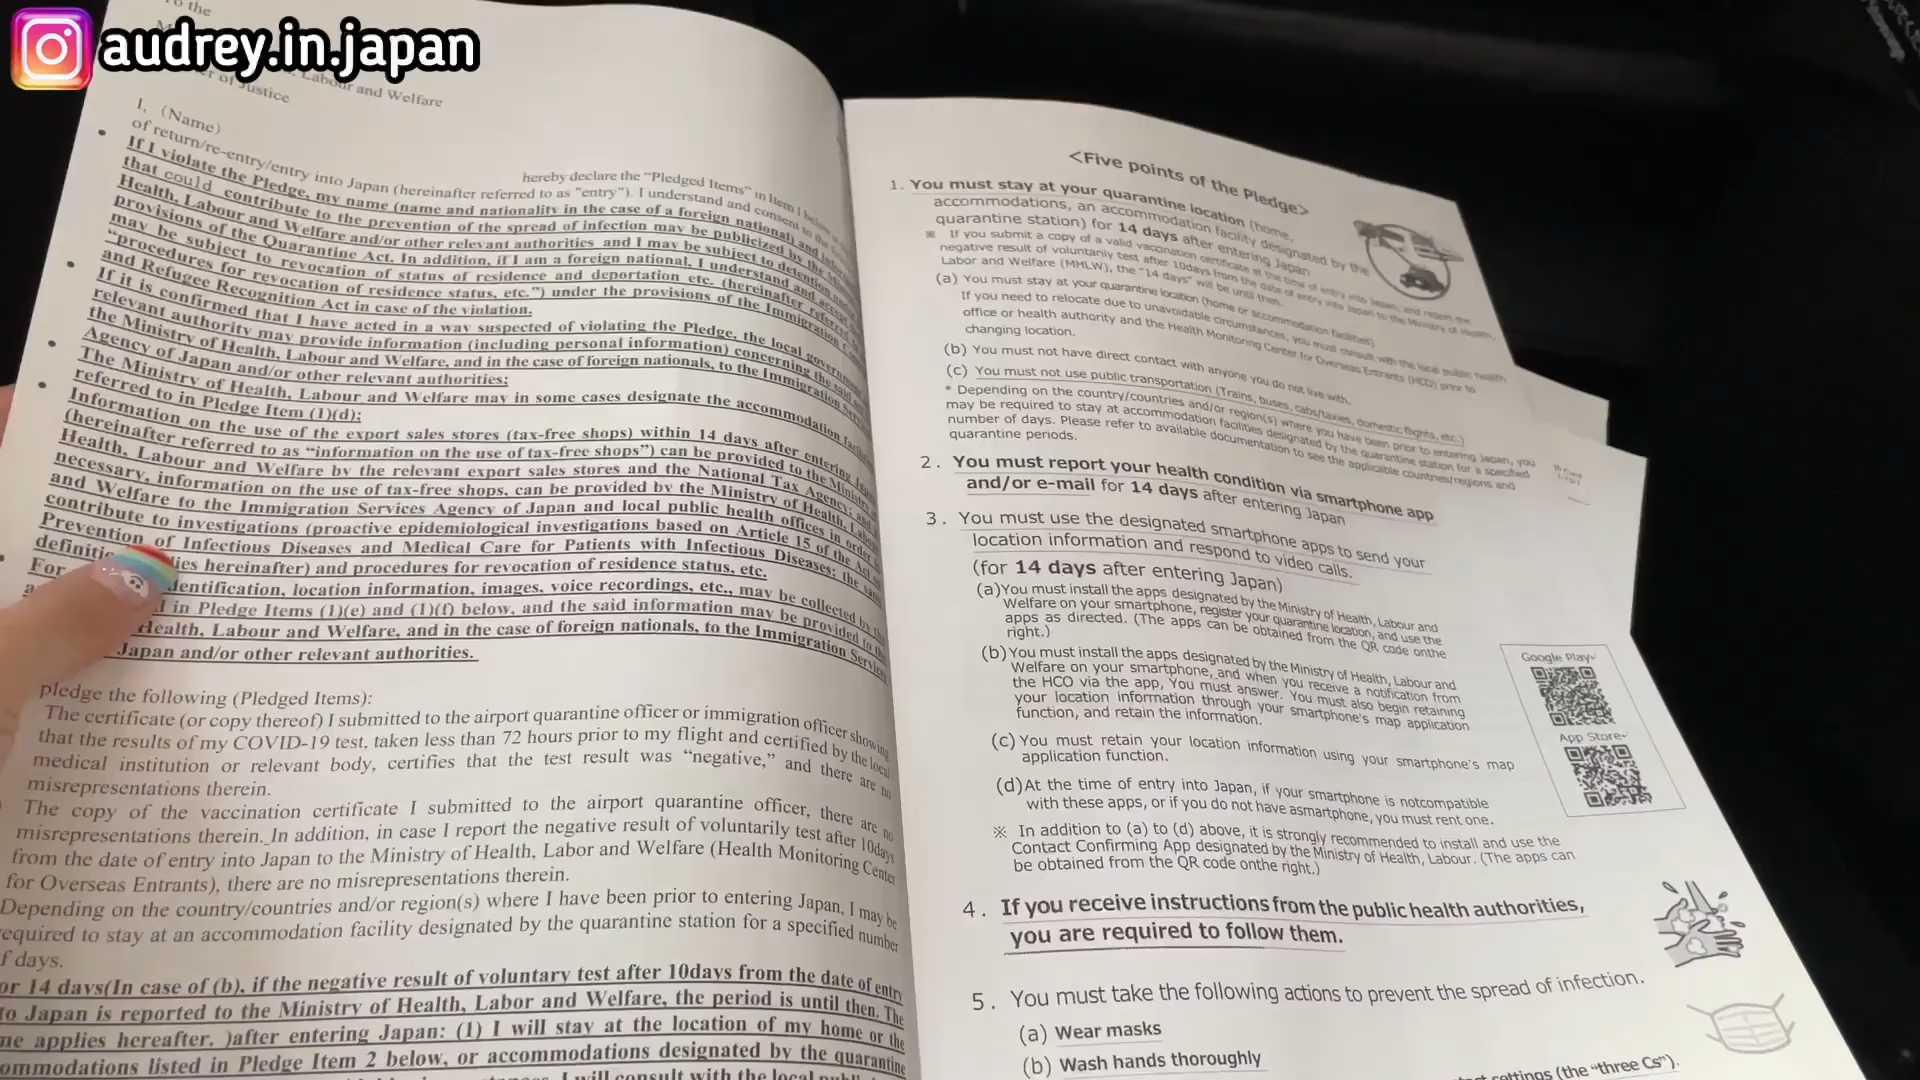 audrey.in.japan
To the
Labour and Welfare
er of Justice
I, (Name)
hereby declare the "Pledged Items" in Item 1 below
of return/re-entry/entry into Japan (hereinafter referred to as "entry"). I understand and consent to the
If I violate the Pledge, my name (name and nationality in the case of a foreign national) and
that could contribute to the prevention of the spread of infection may be publicized by the
Health, Labour and Welfare and/or other relevant authorities and I may be subject to detention
provisions of the Quarantine Act. In addition, if I am a foreign national, I understand and accept
may be subject to revocation of status of residence and deportation etc. (hereinafter referred
"procedures for revocation of residence status, etc.") under the provisions of the Immigration
and Refugee Recognition Act in case of the violation.
If it is confirmed that I have acted in a way suspected of violating the Pledge, the local
relevant authority may provide information (including personal information) concerning the said
the Ministry of Health, Labour and Welfare, and in the case of foreign nationals, to the Immigration
Agency of Japan and/or other relevant authorities;
The Ministry of Health, Labour and Welfare may in some cases designate the accommodation
referred to in Pledge Item (1)(d);
Information on the use of the export sales stores (tax-free shops) within 14 days after entering
(hereinafter referred to as "information on the use of tax-free shops") can be provided to the
Health, Labour and Welfare by the relevant export sales stores and the National Tax Agency; and
necessary, information on the use of tax-free shops, can be provided by the Ministry of Health,
and Welfare to the Immigration Services Agency of Japan and local public health offices in order
contribute to investigations (proactive epidemiological investigations based on Article 15 of the Act
Prevention of Infectious Diseases and Medical Care for Patients with Infectious Diseases; the same
definitio lies hereinafter) and procedures for revocation of residence status, etc.
For dentification, location information, images, voice recordings, etc., may be collected by
l in Pledge Items (1)(e) and (1)(f) below, and the said information may be provided to the
Health, Labour and Welfare, and in the case of foreign nationals, to the Immigration Services
Japan and/or other relevant authorities.
pledge the following (Pledged Items):
The certificate (or copy thereof) I submitted to the airport quarantine officer or immigration officer showing
that the results of my COVID-19 test, taken less than 72 hours prior to my flight and certified by the local
medical institution or relevant body, certifies that the test result was "negative," and there are no
misrepresentations therein.
The copy of the vaccination certificate I submitted to the airport quarantine officer, there are no
misrepresentations therein. In addition, in case I report the negative result of voluntarily test after 10days
from the date of entry into Japan to the Ministry of Health, Labor and Welfare (Health Monitoring Center
for Overseas Entrants), there are no misrepresentations therein.
Depending on the country/countries and/or region(s) where I have been prior to entering Japan, I may be
equired to stay at an accommodation facility designated by the quarantine station for a specified number
f days.
or 14 days(In case of (b), if the negative result of voluntary test after 10days from the date of entry
to Japan is reported to the Ministry of Health, Labor and Welfare, the period is until then. The
me applies hereafter. )after entering Japan: (1) I will stay at the location of my home or the
ommodations listed in Pledge Item 2 below, or accommodations designated by the quarantine
I will consult with the local
<Five points of the Pledge>
1. You must stay at your quarantine location (home,
accommodations, an accommodation facility designated by the
quarantine station) for 14 days after entering Japan
※ If you submit a copy of a valid vaccination certificate at the time of entry into Japan, and report the
negative result of voluntarily test after 10days from the date of entry into Japan to the Ministry of Health,
Labor and Welfare (MHLW), the "14 days" will be until then.
(a) You must stay at your quarantine location (home or accommodation facilities).
If you need to relocate due to unavoidable circumstances, you must consult with the local public health
office or health authority and the Health Monitoring Center for Overseas Entrants (HCO) prior to
changing location.
(b) You must not have direct contact with anyone you do not live with.
(c) You must not use public transportation (Trains, buses, cabs/taxies, domestic flights, etc.)
* Depending on the country/countries and/or region(s) where you have been prior to entering Japan, you
may be required to stay at accommodation facilities designated by the quarantine station for a specified
number of days. Please refer to available documentation to see the applicable countries/regions and
quarantine periods.
2. You must report your health condition via smartphone app
and/or e-mail for 14 days after entering Japan
3. You must use the designated smartphone apps to send your
location information and respond to video calls.
(for 14 days after entering Japan)
(a)You must install the apps designated by the Ministry of Health, Labour and
Welfare on your smartphone, register your quarantine location, and use the
apps as directed. (The apps can be obtained from the QR code onthe
right.)
(b)You must install the apps designated by the Ministry of Health, Labour and
Welfare on your smartphone, and when you receive a notification from
the HCO via the app, You must answer. You must also begin retaining
your location information through your smartphone's map application
function, and retain the information.
Google Play
App Store
(c) You must retain your location information using your smartphone's map
application function.
(d)At the time of entry into Japan, if your smartphone is notcompatible
with these apps, or if you do not have asmartphone, you must rent one.
※ In addition to (a) to (d) above, it is strongly recommended to install and use the
Contact Confirming App designated by the Ministry of Health, Labour. (The apps can
be obtained from the QR code onthe right.)
4. If you receive instructions from the public health authorities,
you are required to follow them.
5. You must take the following actions to prevent the spread of infection.
(a) Wear masks
(b) Wash hands thoroughly
settings (the "three Cs").